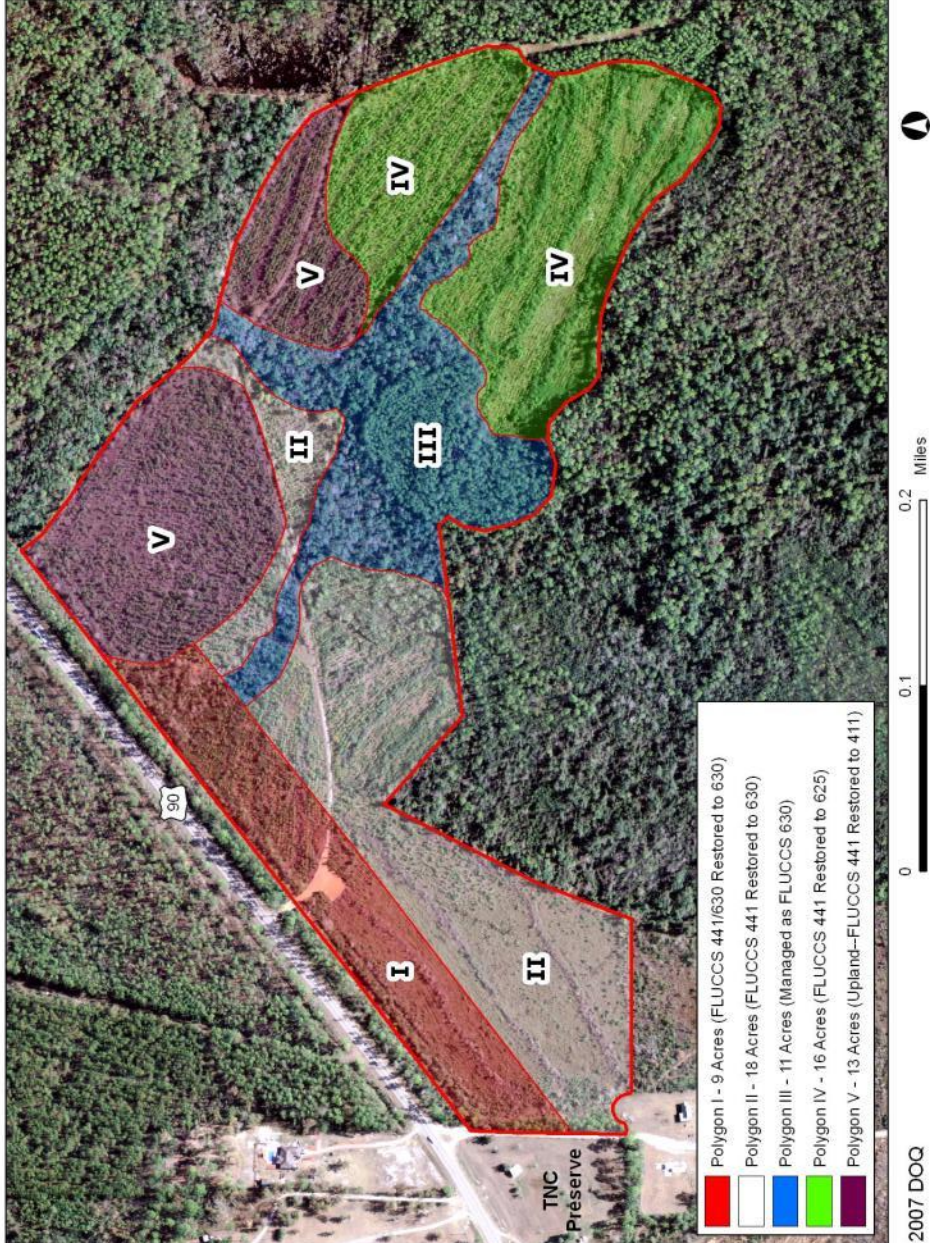 90
I
II
V
II
III
V
IV
IV
TNC
Preserve
Polygon I - 9 Acres (FLUCCS 441/630 Restored to 630)
Polygon II - 18 Acres (FLUCCS 441 Restored to 630)
Polygon III - 11 Acres (Managed as FLUCCS 630)
Polygon IV - 16 Acres (FLUCCS 441 Restored to 625)
Polygon V - 13 Acres (Upland--FLUCCS 441 Restored to 411)
2007 DOQ
0 0.1 0.2
Miles